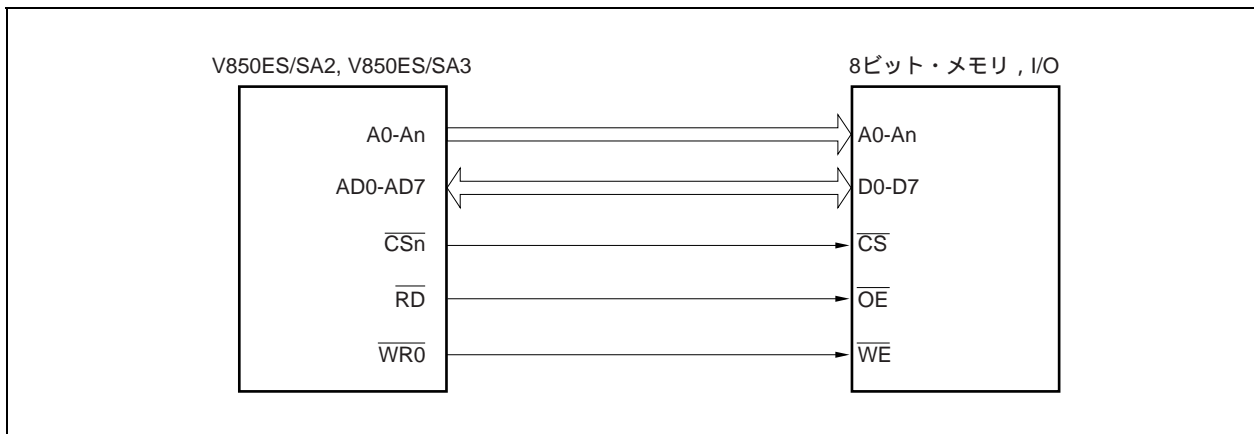 V850ES/SA2, V850ES/SA3
8ビット・メモリ，I/O
A0-An
A0-An
AD0-AD7
D0-D7
CSn
CS
RD
OE
WR0
WE